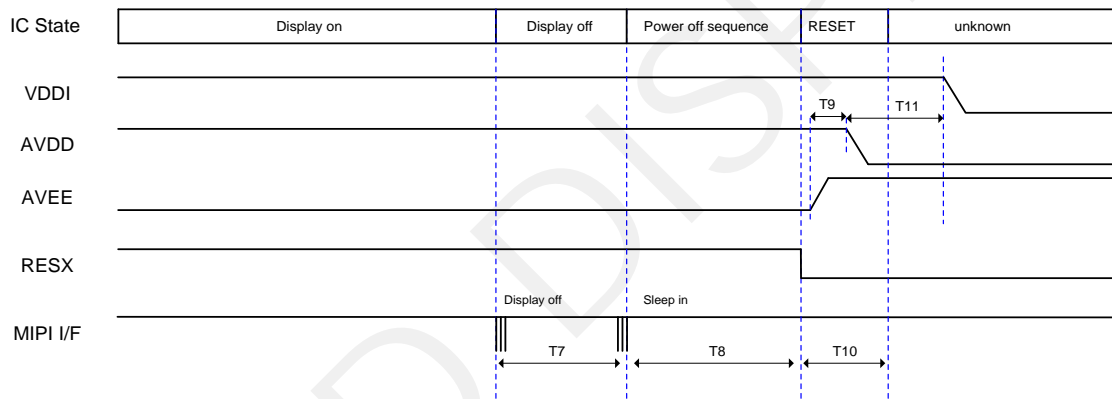 IC State
Display on
Display off
Power off sequence
RESET
unknown
VDDI
T9
T11
AVDD
AVEE
RESX
Display off
Sleep in
MIPI I/F
T7
T8
T10